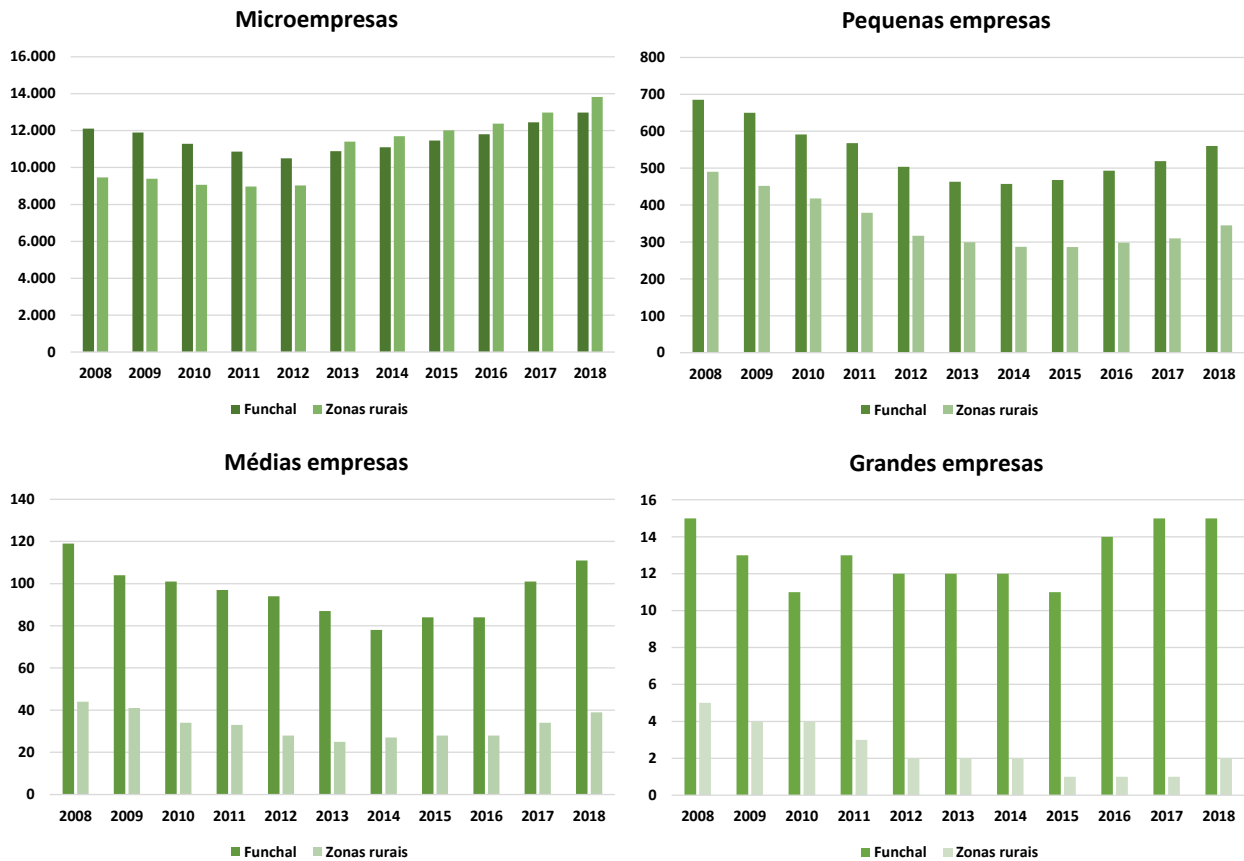 Microempresas
16.000
14.000
12.000
10.000
8.000
6.000
4.000
2.000
0
2008 2009 2010 2011 2012 2013 2014 2015 2016 2017 2018
Funchal Zonas rurais
Pequenas empresas
800
700
600
500
400
300
200
100
0
2008 2009 2010 2011 2012 2013 2014 2015 2016 2017 2018
Funchal Zonas rurais
Médias empresas
140
120
100
80
60
40
20
0
2008 2009 2010 2011 2012 2013 2014 2015 2016 2017 2018
Funchal Zonas rurais
Grandes empresas
16
14
12
10
8
6
4
2
0
2008 2009 2010 2011 2012 2013 2014 2015 2016 2017 2018
Funchal Zonas rurais